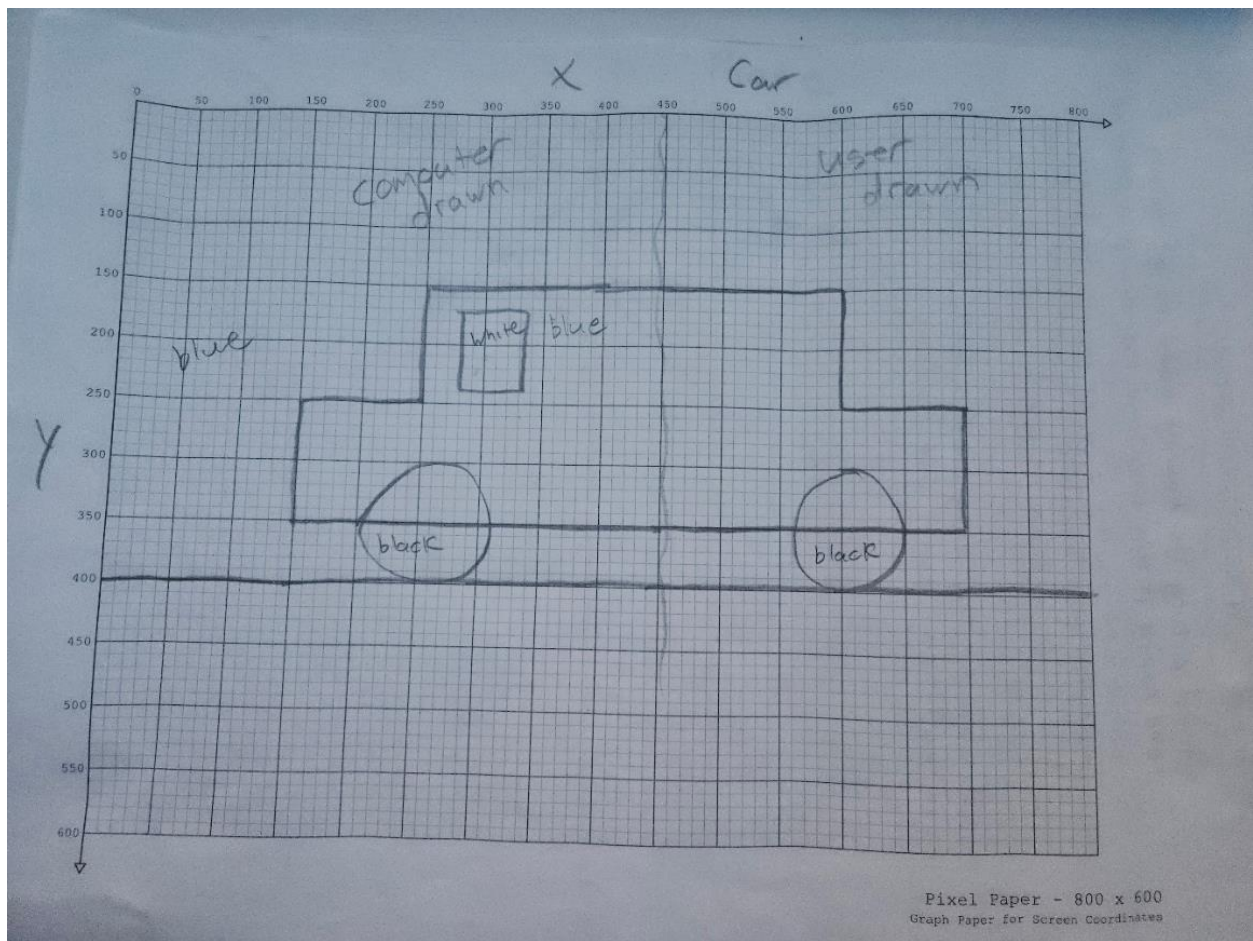 X Car
0 50 100 150 200 250 300 350 400 450 500 550 600 650 700 750 800
50
computer
drawn
user
drawn
100
150
200
white
blue
blue
250
Y
300
350
black
black
400
450
500
550
600
Pixel Paper - 800 x 600
Graph Paper for Screen Coordinates